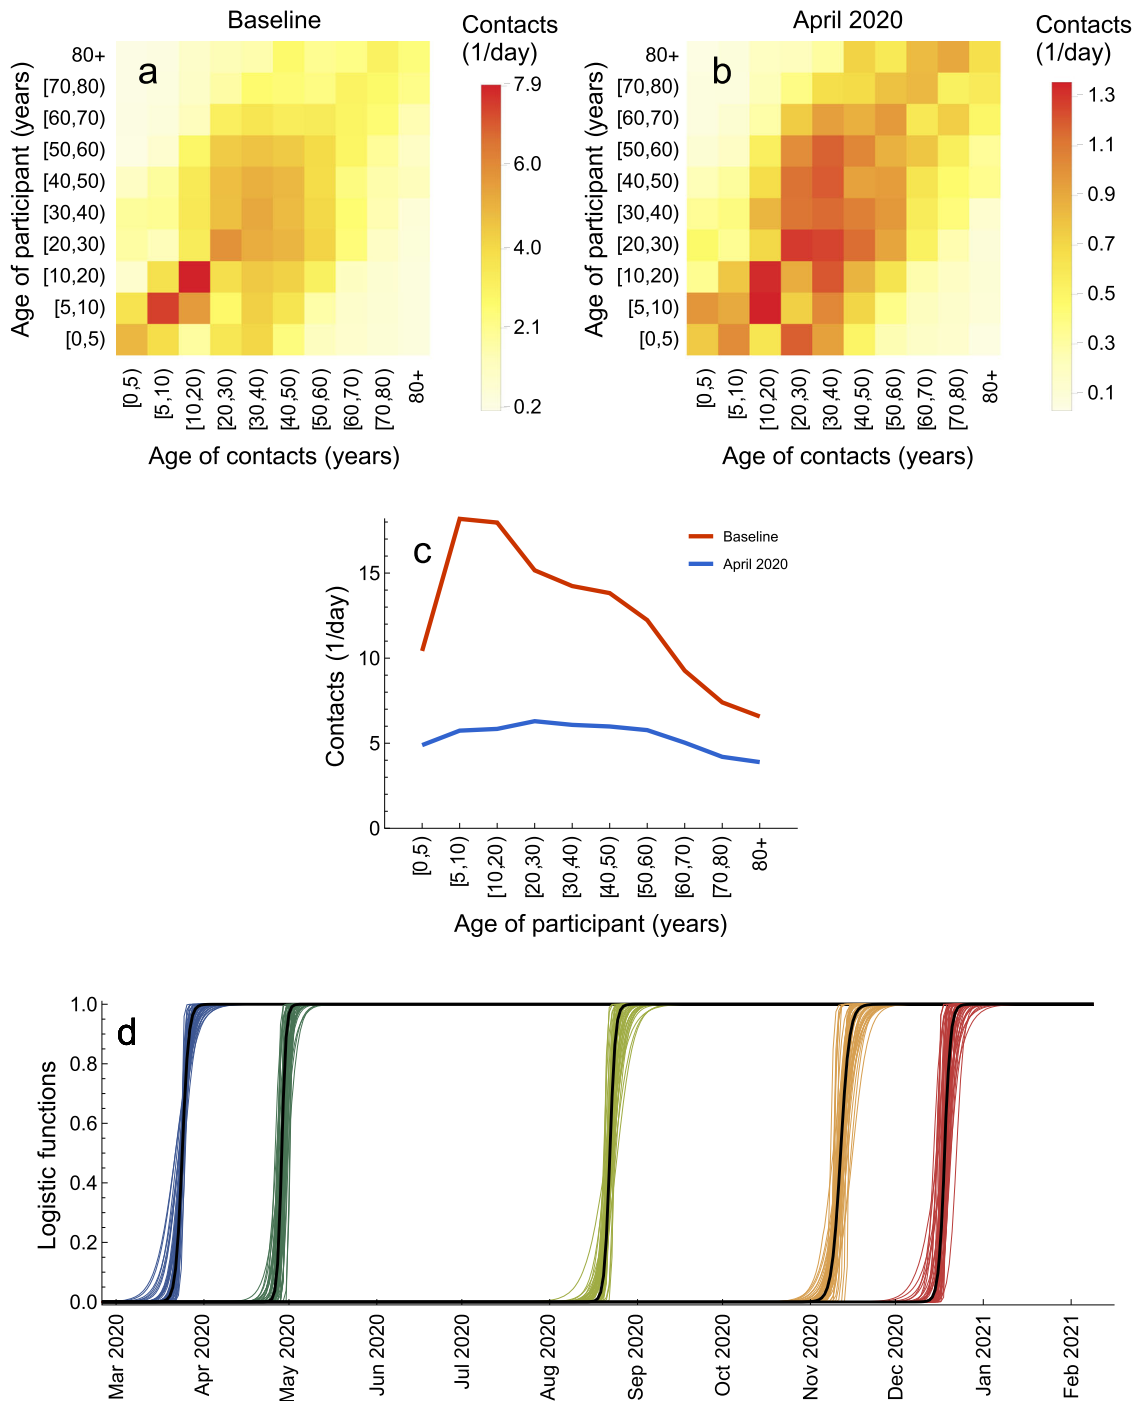 Baseline
Contacts
(1/day)
a
80+
[70,80)
[60,70)
[50,60)
[40,50)
[30,40)
[20,30)
[10,20)
[5,10)
[0,5)
Age of participant (years)
[0,5)
[5,10)
[10,20)
[20,30)
[30,40)
[40,50)
[50,60)
[60,70)
[70,80)
80+
Age of contacts (years)
7.9
6.0
4.0
2.1
0.2
April 2020
Contacts
(1/day)
b
80+
[70,80)
[60,70)
[50,60)
[40,50)
[30,40)
[20,30)
[10,20)
[5,10)
[0,5)
Age of participant (years)
[0,5)
[5,10)
[10,20)
[20,30)
[30,40)
[40,50)
[50,60)
[60,70)
[70,80)
80+
Age of contacts (years)
1.3
1.1
0.9
0.7
0.5
0.3
0.1
c
Baseline
April 2020
15
10
5
0
Contacts (1/day)
[0,5)
[5,10)
[10,20)
[20,30)
[30,40)
[40,50)
[50,60)
[60,70)
[70,80)
80+
Age of participant (years)
d
1.0
0.8
0.6
0.4
0.2
0.0
Logistic functions
Mar 2020
Apr 2020
May 2020
Jun 2020
Jul 2020
Aug 2020
Sep 2020
Oct 2020
Nov 2020
Dec 2020
Jan 2021
Feb 2021